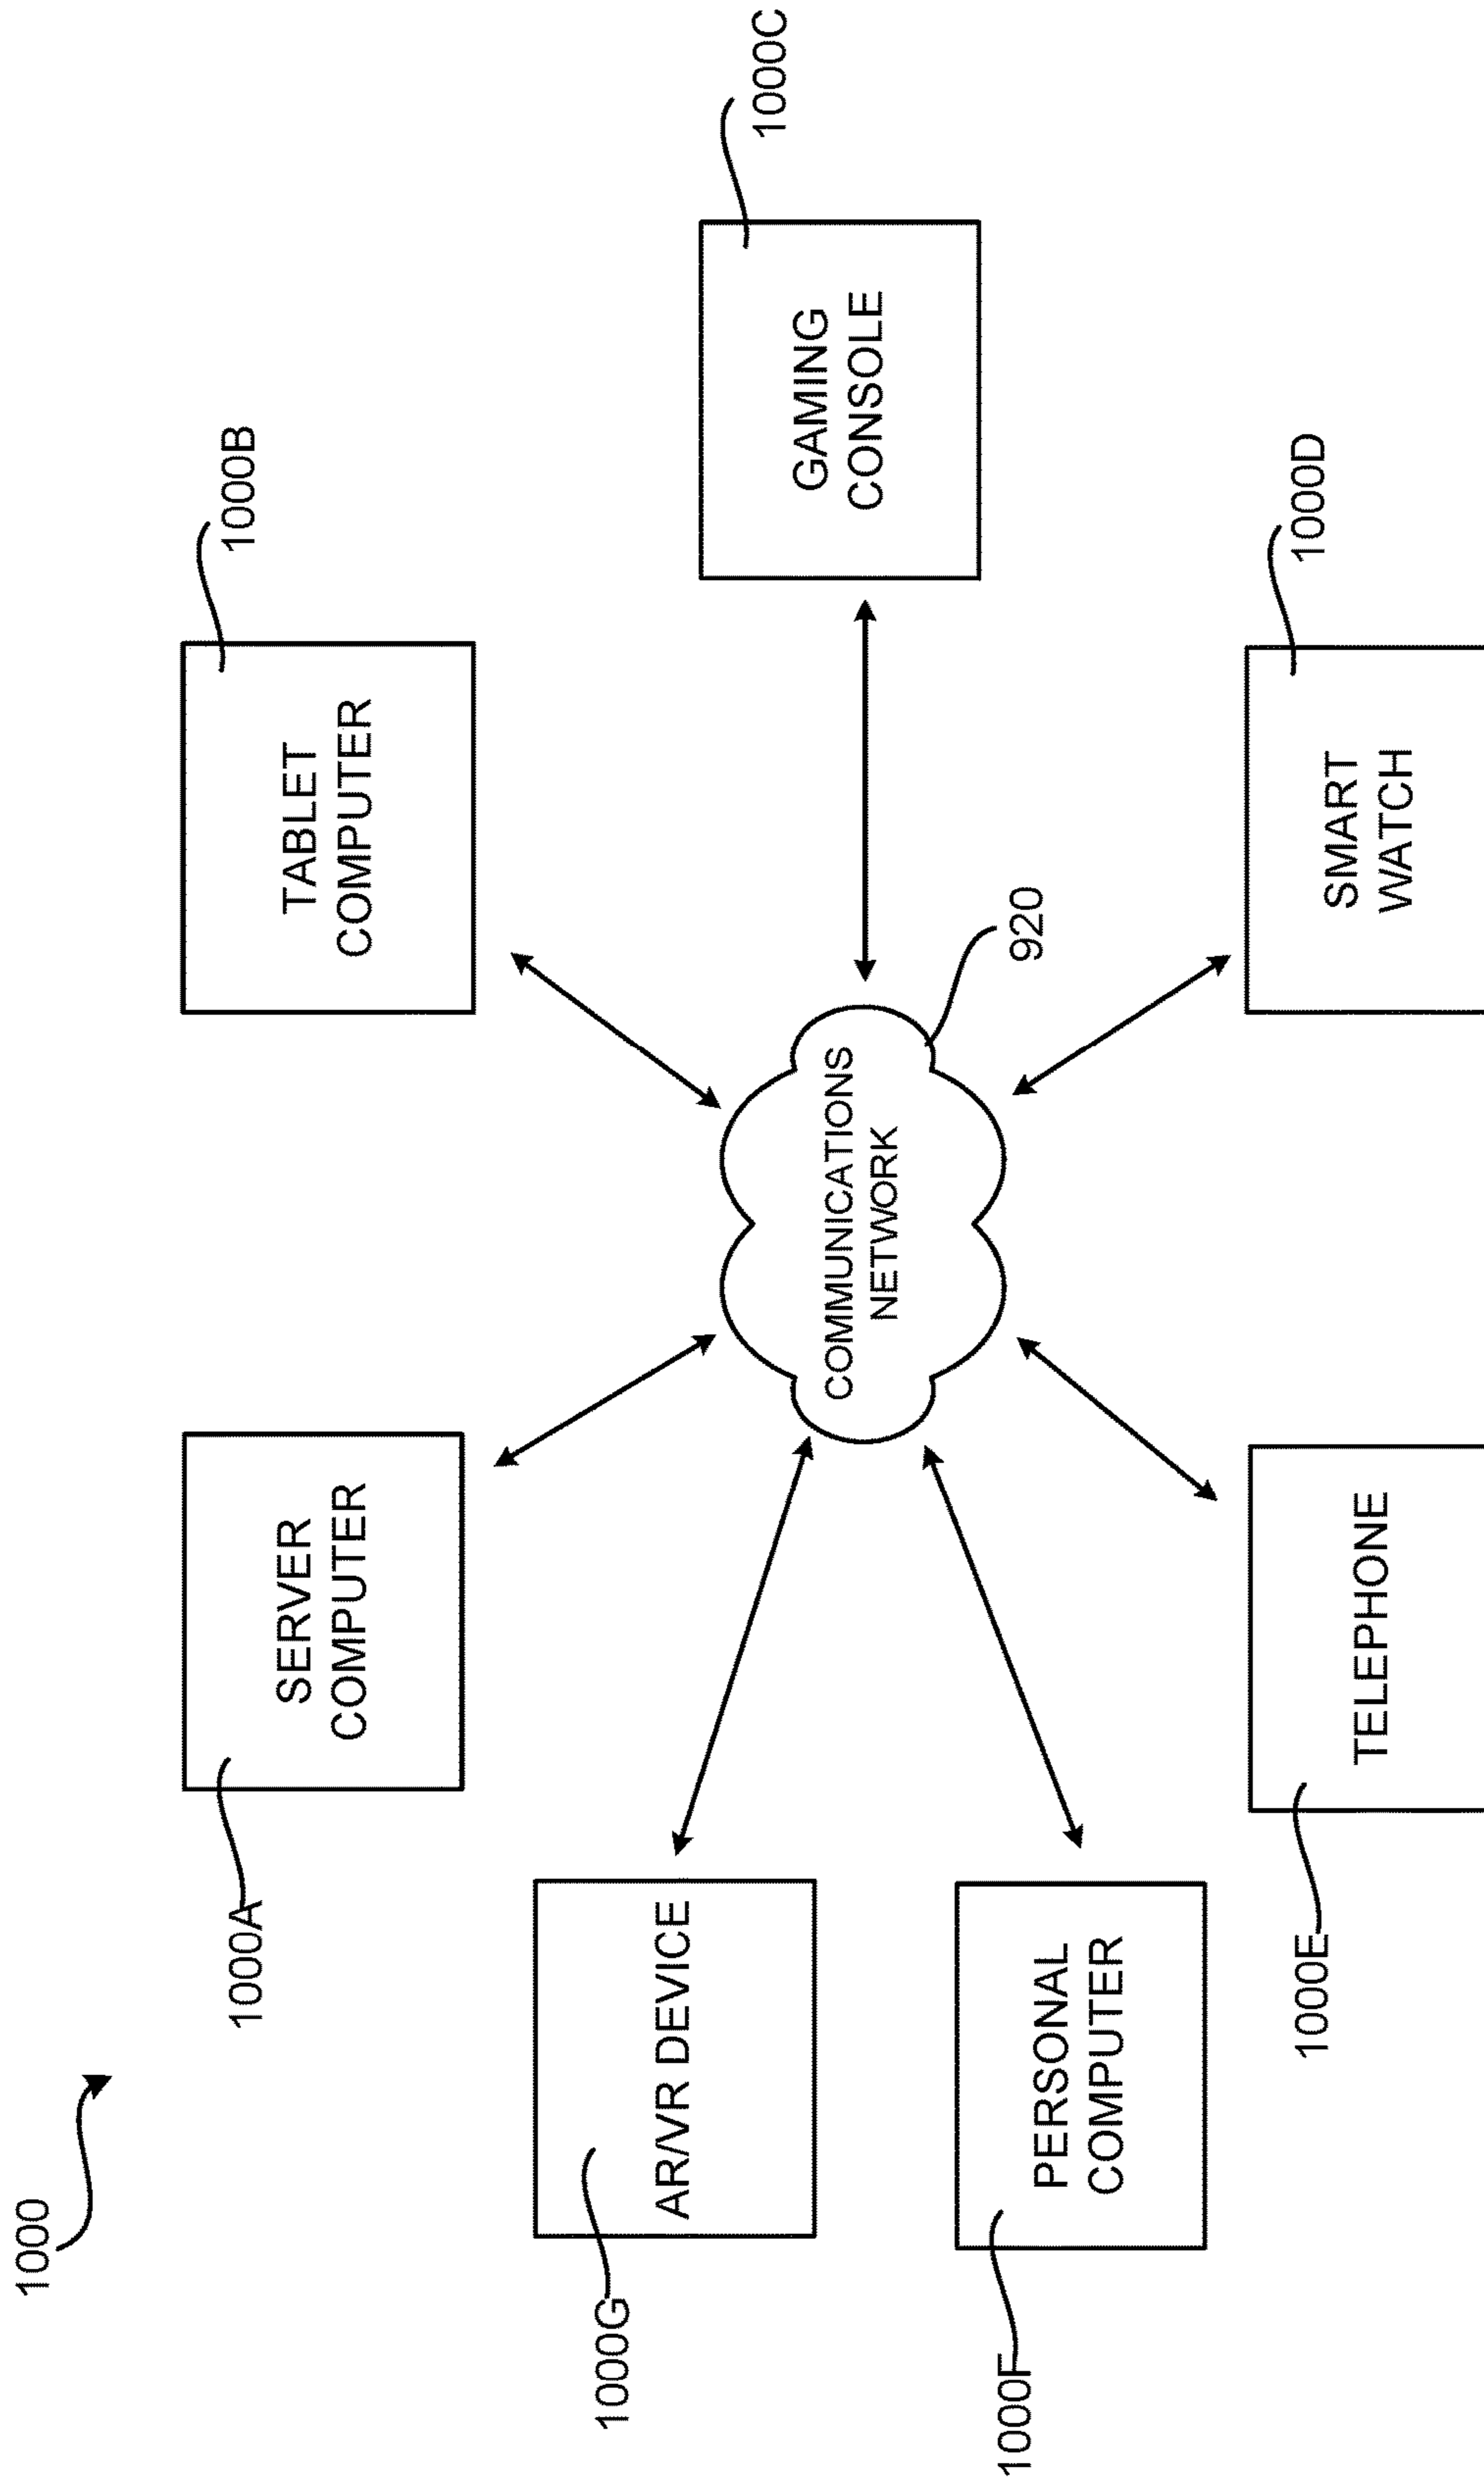 1000
1000A
SERVER
COMPUTER
TABLET
COMPUTER
1000B
1000G
AR/VR DEVICE
COMMUNICATIONS
NETWORK
920
GAMING
CONSOLE
1000C
1000F
PERSONAL
COMPUTER
1000E
TELEPHONE
SMART
WATCH
1000D